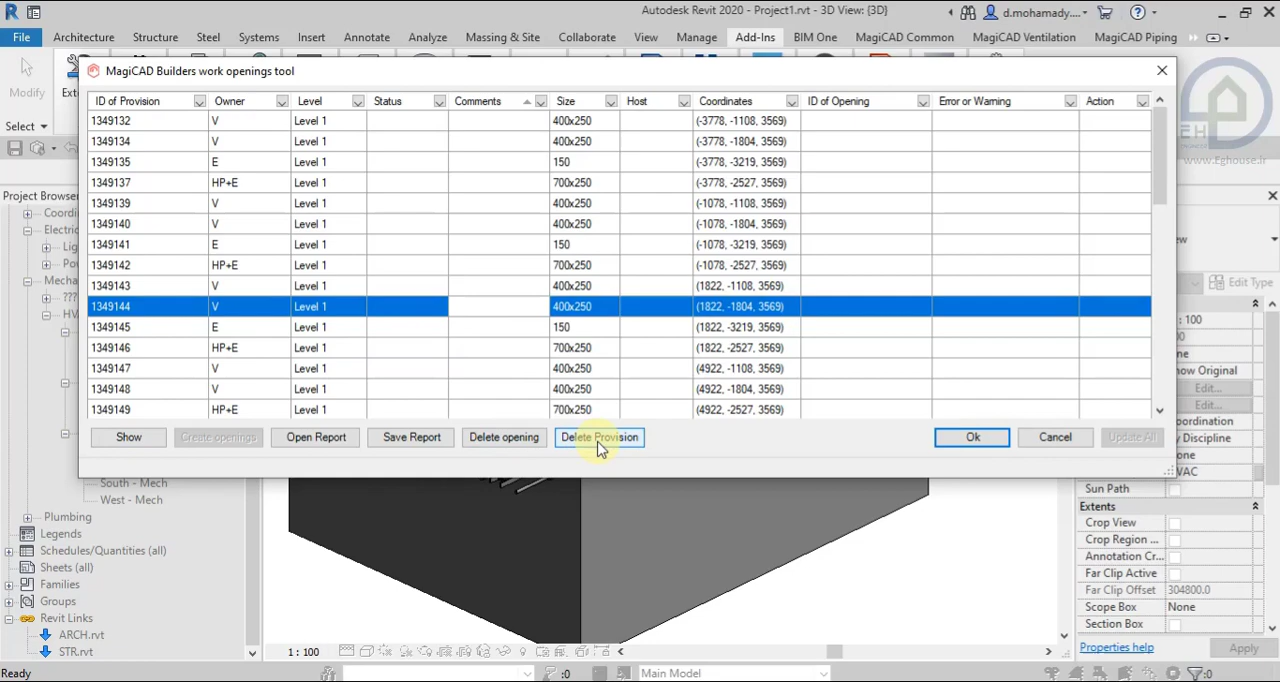 Autodesk Revit 2020 - Project1.rvt - 3D View: {3D}
d.mohamady....
File Architecture Structure Steel Systems Insert Annotate Analyze Massing & Site Collaborate View Manage Add-Ins BIM One MagiCAD Common MagiCAD Ventilation MagiCAD Piping
Modify
Select
MagiCAD Builders work openings tool
ID of Provision Owner Level Status Comments Size Host Coordinates ID of Opening Error or Warning Action
1349132 V Level 1 400x250 (-3778, -1108, 3569)
1349134 V Level 1 400x250 (-3778, -1804, 3569)
1349135 E Level 1 150 (-3778, -3219, 3569)
1349137 HP+E Level 1 700x250 (-3778, -2527, 3569)
1349139 V Level 1 400x250 (-1078, -1108, 3569)
1349140 V Level 1 400x250 (-1078, -1804, 3569)
1349141 E Level 1 150 (-1078, -3219, 3569)
1349142 HP+E Level 1 700x250 (-1078, -2527, 3569)
1349143 V Level 1 400x250 (1822, -1108, 3569)
1349144 V Level 1 400x250 (1822, -1804, 3569)
1349145 E Level 1 150 (1822, -3219, 3569)
1349146 HP+E Level 1 700x250 (1822, -2527, 3569)
1349147 V Level 1 400x250 (4922, -1108, 3569)
1349148 V Level 1 400x250 (4922, -1804, 3569)
1349149 HP+E Level 1 700x250 (4922, -2527, 3569)
Show Create openings Open Report Save Report Delete opening Delete Provision Ok Cancel Update All
EH
www.Eghouse.ir
Project Browser
South - Mech
West - Mech
Plumbing
Legends
Schedules/Quantities (all)
Sheets (all)
Families
Groups
Revit Links
ARCH.rvt
STR.rvt
Edit Type
: 100
Edit...
Edit...
Sun Path
Extents
Crop View
Crop Region ...
Annotation Cr...
Far Clip Active
Far Clip Offset 304800.0
Scope Box None
Section Box
Properties help Apply
1 : 100
Ready
:0
Main Model
:0